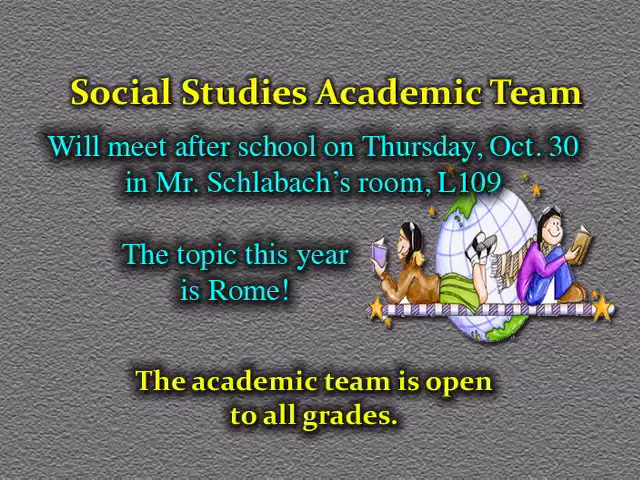 Social Studies Academic Team
Will meet after school on Thursday, Oct. 30
in Mr. Schlabach’s room, L109
The topic this year
is Rome!
The academic team is open
to all grades.